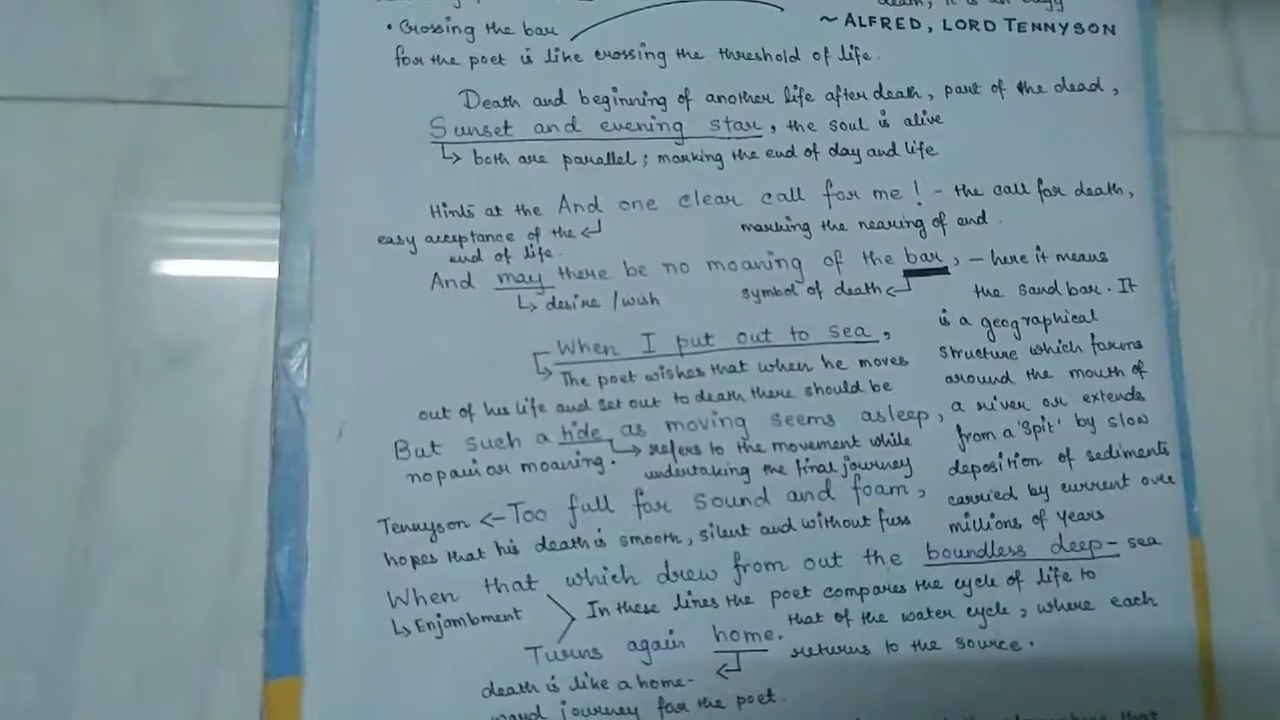 death, it is an elegy
• Crossing the bar
~ ALFRED, LORD TENNYSON
for the poet is like crossing the threshold of life.
Death and beginning of another life after death, part of the dead,
Sunset and evening star, the soul is alive
↳ both are parallel; marking the end of day and life
Hints at the And one clear call for me! - the call for death,
easy acceptance of the ↲ marking the nearing of end.
end of life.
And may there be no moaning of the bar, - here it means
↳ desire / wish symbol of death ↲ the sand bar. It
When I put out to sea, is a geographical
↳ The poet wishes that when he moves structure which forms
out of his life and set out to death there should be around the mouth of
But such a tide as moving seems asleep, a river or extends
no pain or moaning. ↳ refers to the movement while from a 'spit' by slow
undertaking the final journey deposition of sediments
Tennyson ← Too full for sound and foam, carried by current over
hopes that his death is smooth, silent and without fuss millions of years
When that which drew from out the boundless deep - sea
↳ Enjambment In these lines the poet compares the cycle of life to
that of the water cycle, where each
Turns again home. returns to the source.
death is like a home-
ward journey for the poet.